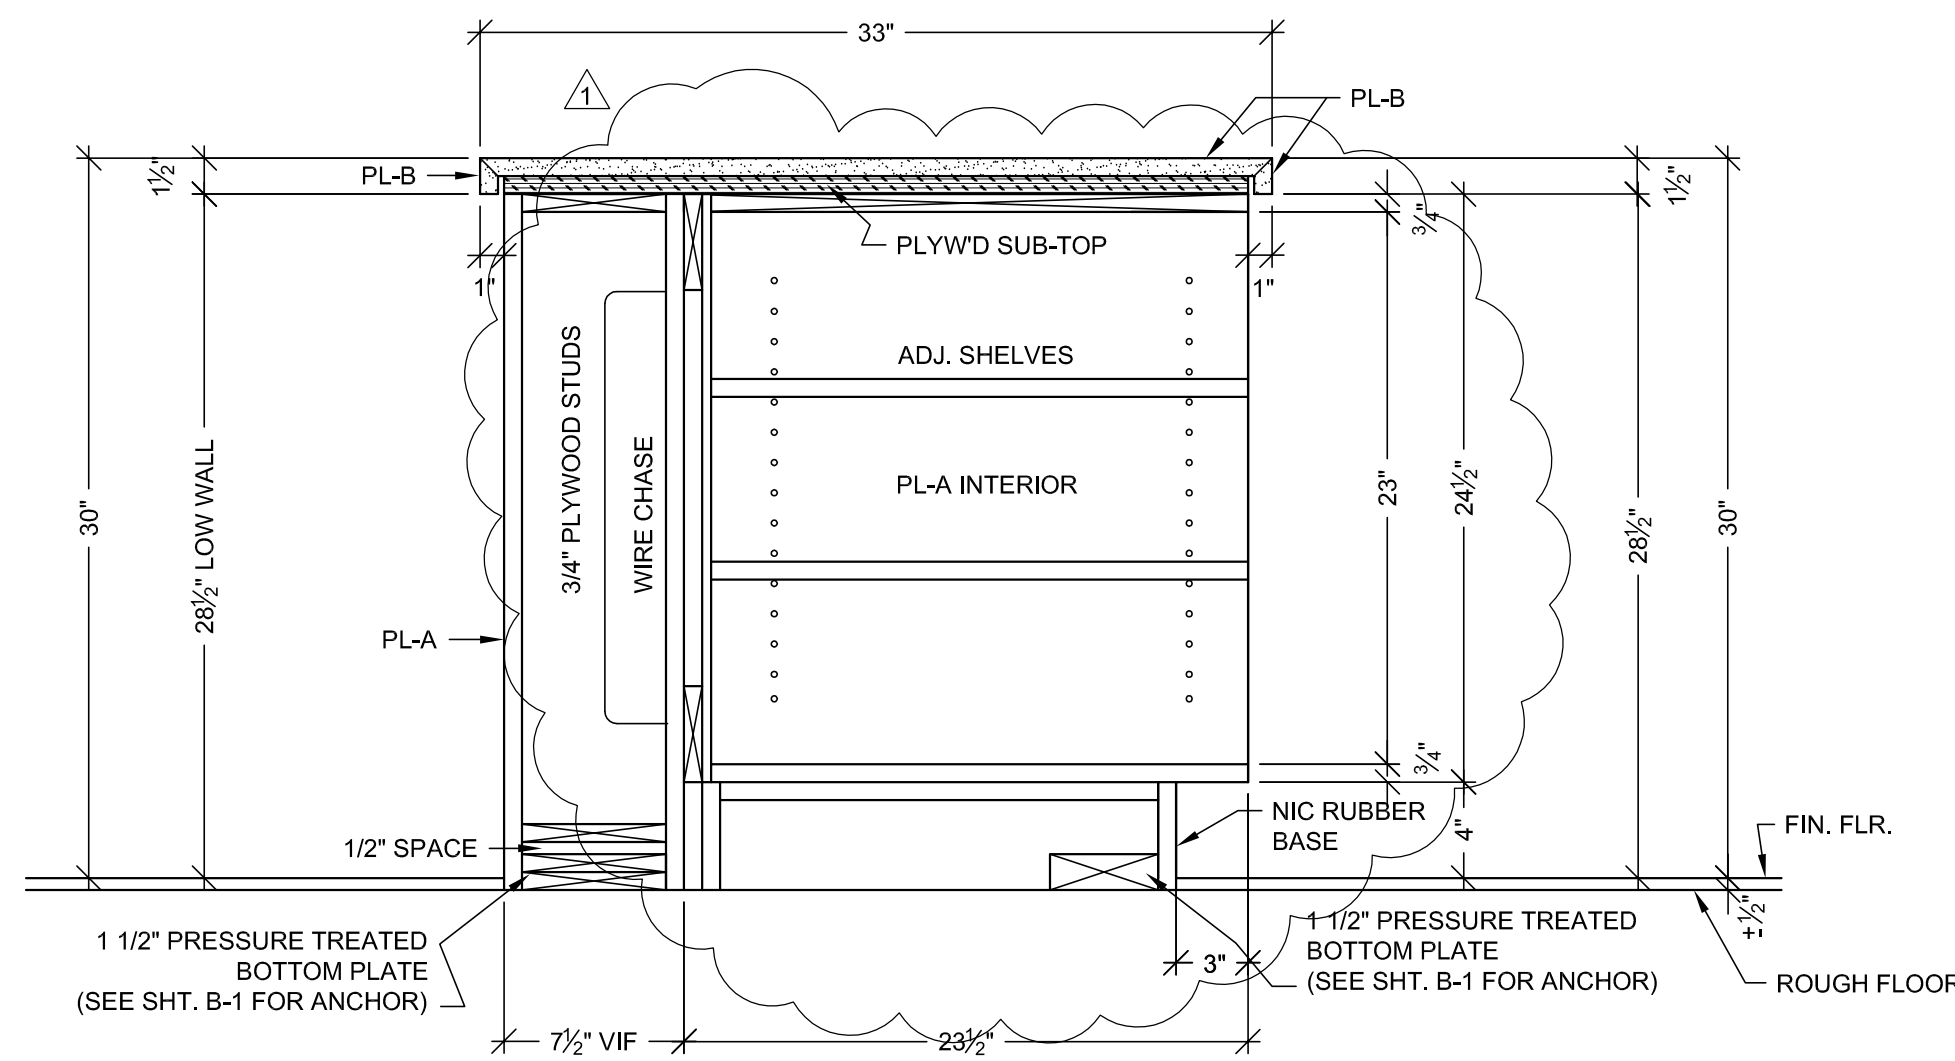 33"
1
PL-B
1½"
PL-B
1½"
¾"
PLYW'D SUB-TOP
1"
1"
ADJ. SHELVES
3/4" PLYWOOD STUDS
WIRE CHASE
PL-A INTERIOR
30"
28½" LOW WALL
23"
24½"
28½"
30"
PL-A
¾"
NIC RUBBER
BASE
4"
FIN. FLR.
1/2" SPACE
+-½"
1 1/2" PRESSURE TREATED
BOTTOM PLATE
(SEE SHT. B-1 FOR ANCHOR)
3"
1 1/2" PRESSURE TREATED
BOTTOM PLATE
(SEE SHT. B-1 FOR ANCHOR)
ROUGH FLOOR
7½" VIF
23½"